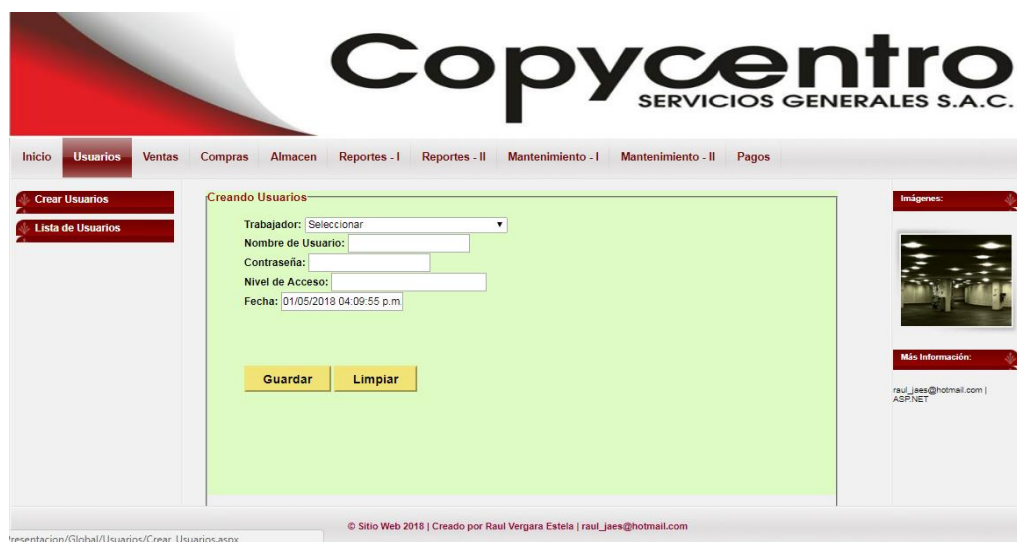 Copycentro
SERVICIOS GENERALES S.A.C.
Inicio Usuarios Ventas Compras Almacen Reportes - I Reportes - II Mantenimiento - I Mantenimiento - II Pagos
Crear Usuarios
Lista de Usuarios
Creando Usuarios
Trabajador: Seleccionar
Nombre de Usuario:
Contraseña:
Nivel de Acceso:
Fecha: 01/05/2018 04:09:55 p.m.
Guardar Limpiar
Imágenes:
Más Información:
raul_jaes@hotmail.com |
ASP.NET
© Sitio Web 2018 | Creado por Raul Vergara Estela | raul_jaes@hotmail.com
resentacion/Global/Usuarios/Crear_Usuarios.aspx